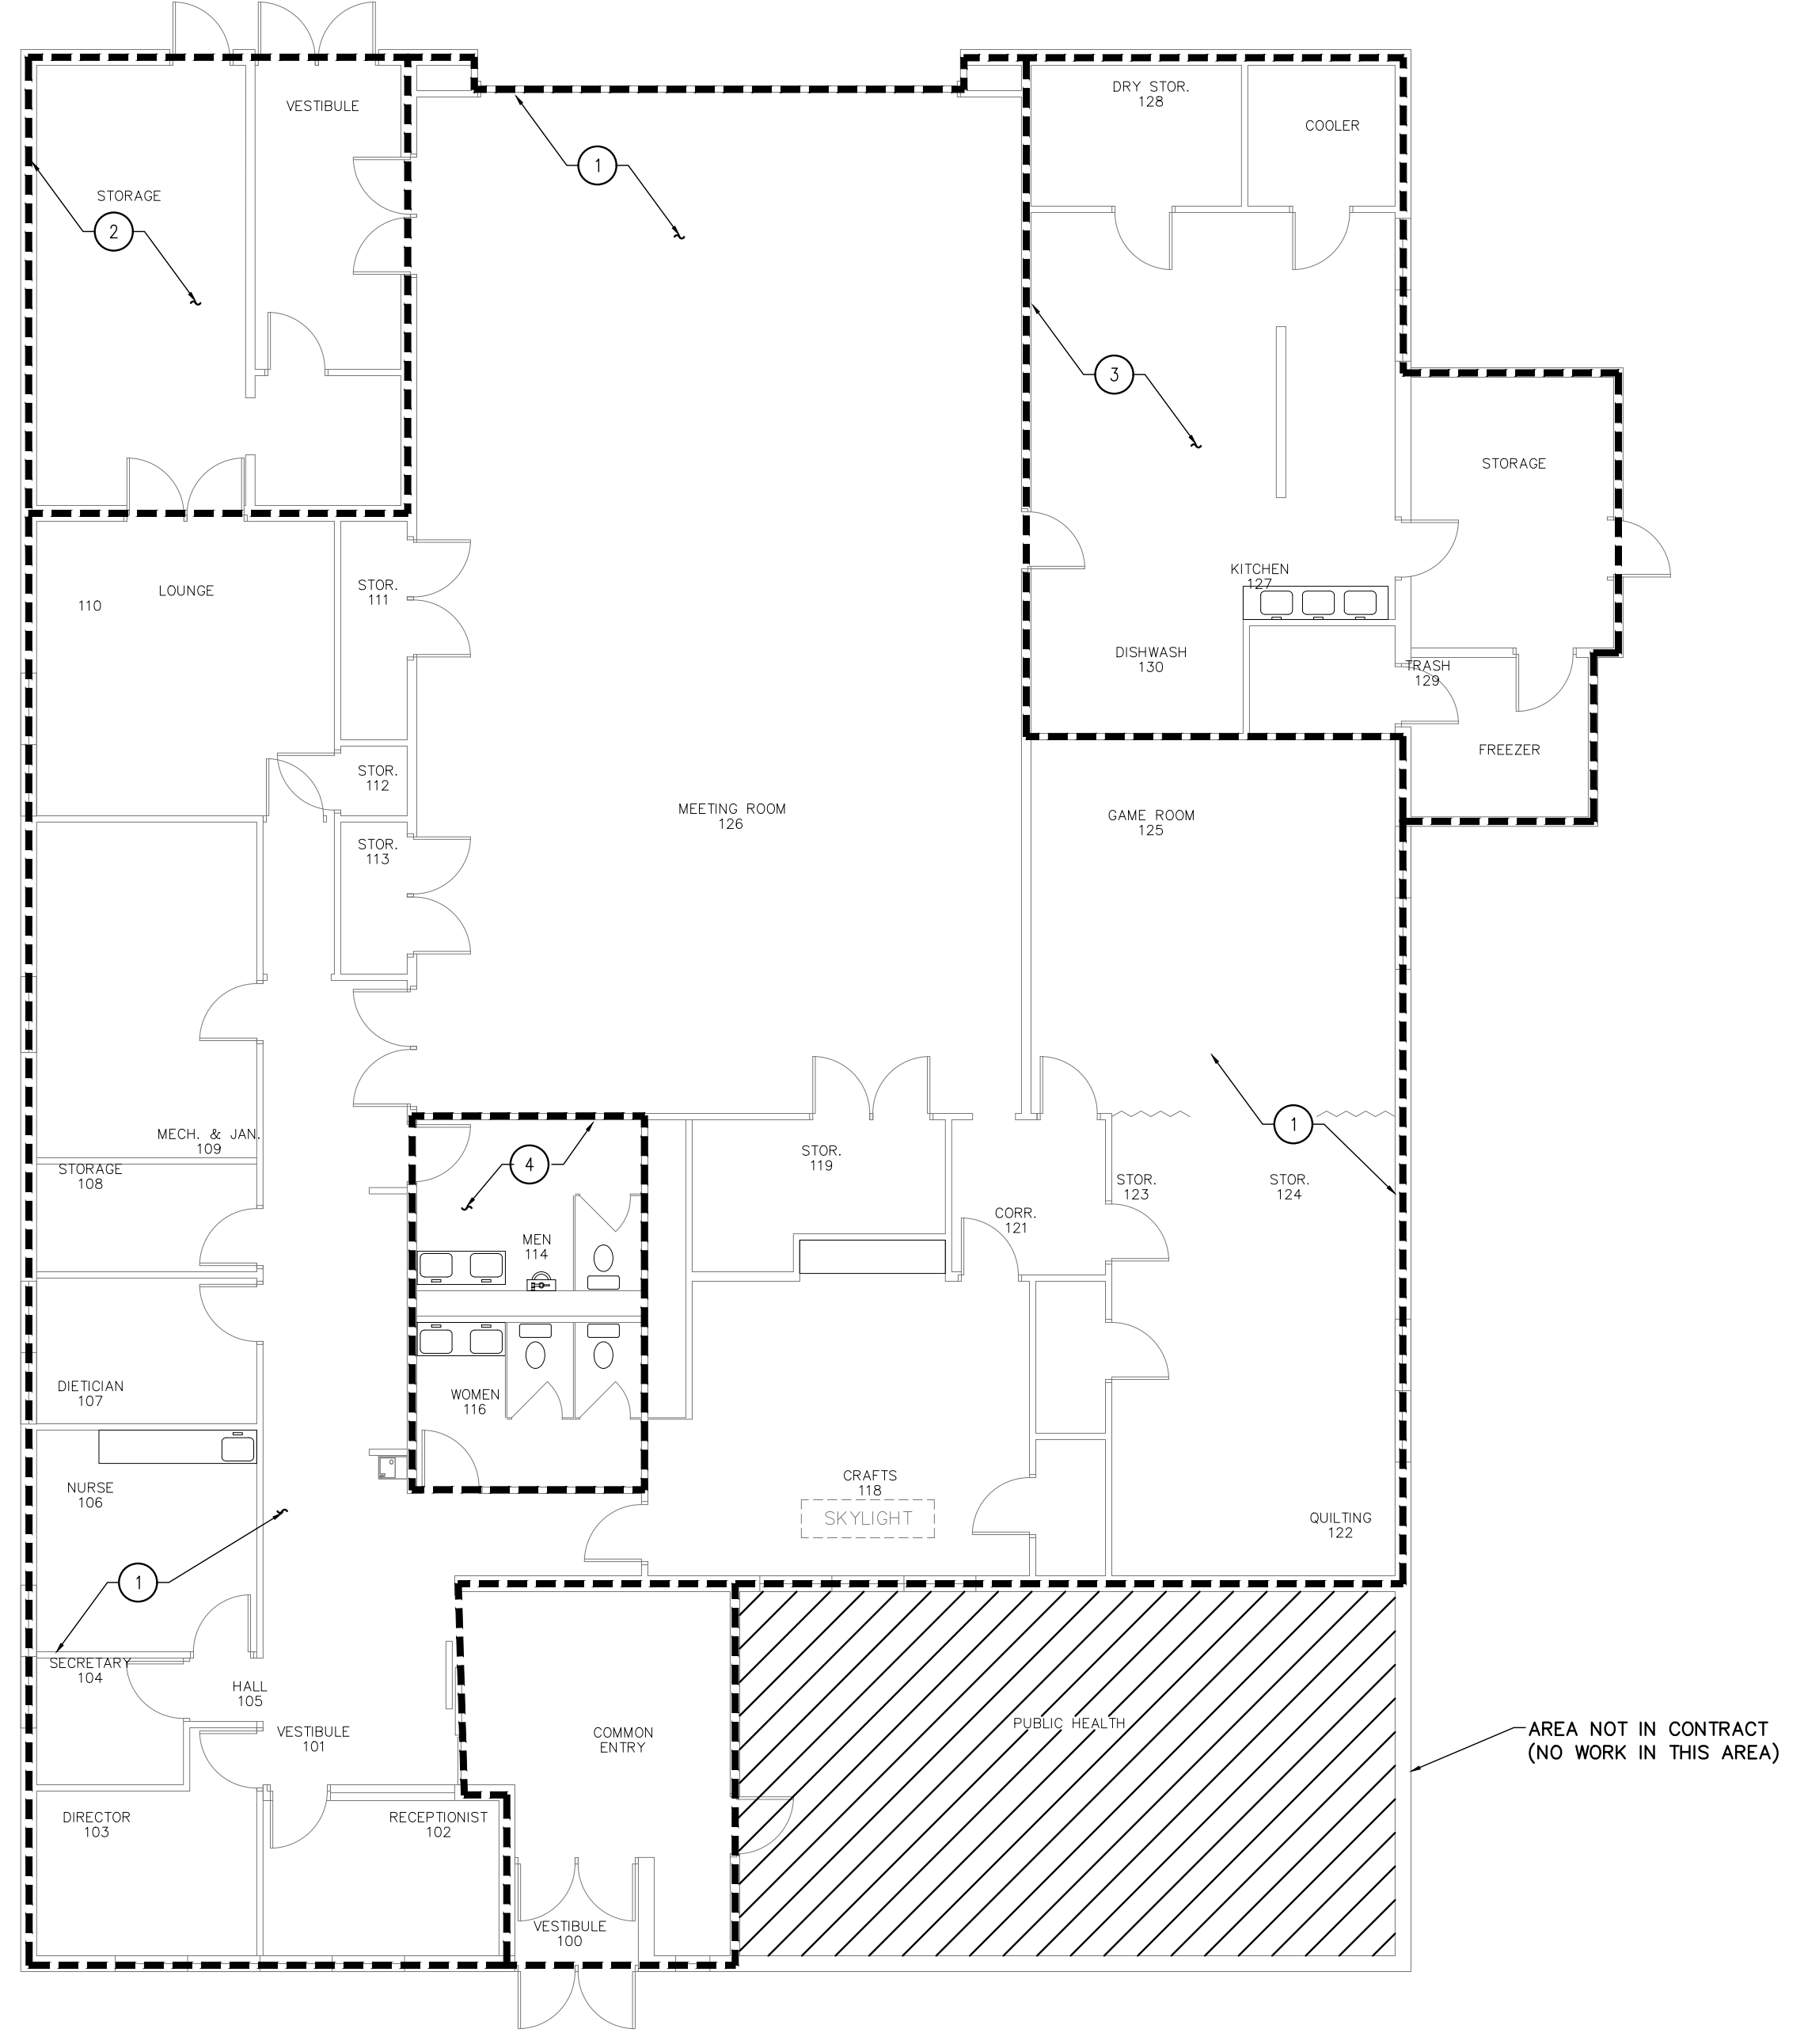 DRY STOR.
128
VESTIBULE
COOLER
1
STORAGE
2
3
STORAGE
KITCHEN
127
LOUNGE
110
STOR.
111
DISHWASH
130
TRASH
129
FREEZER
STOR.
112
MEETING ROOM
126
GAME ROOM
125
STOR.
113
1
MECH. & JAN.
109
STORAGE
108
4
STOR.
119
STOR.
123
STOR.
124
CORR.
121
MEN
114
DIETICIAN
107
WOMEN
116
NURSE
106
CRAFTS
118
SKYLIGHT
QUILTING
122
1
SECRETARY
104
HALL
105
VESTIBULE
101
COMMON
ENTRY
PUBLIC HEALTH
AREA NOT IN CONTRACT
(NO WORK IN THIS AREA)
DIRECTOR
103
RECEPTIONIST
102
VESTIBULE
100